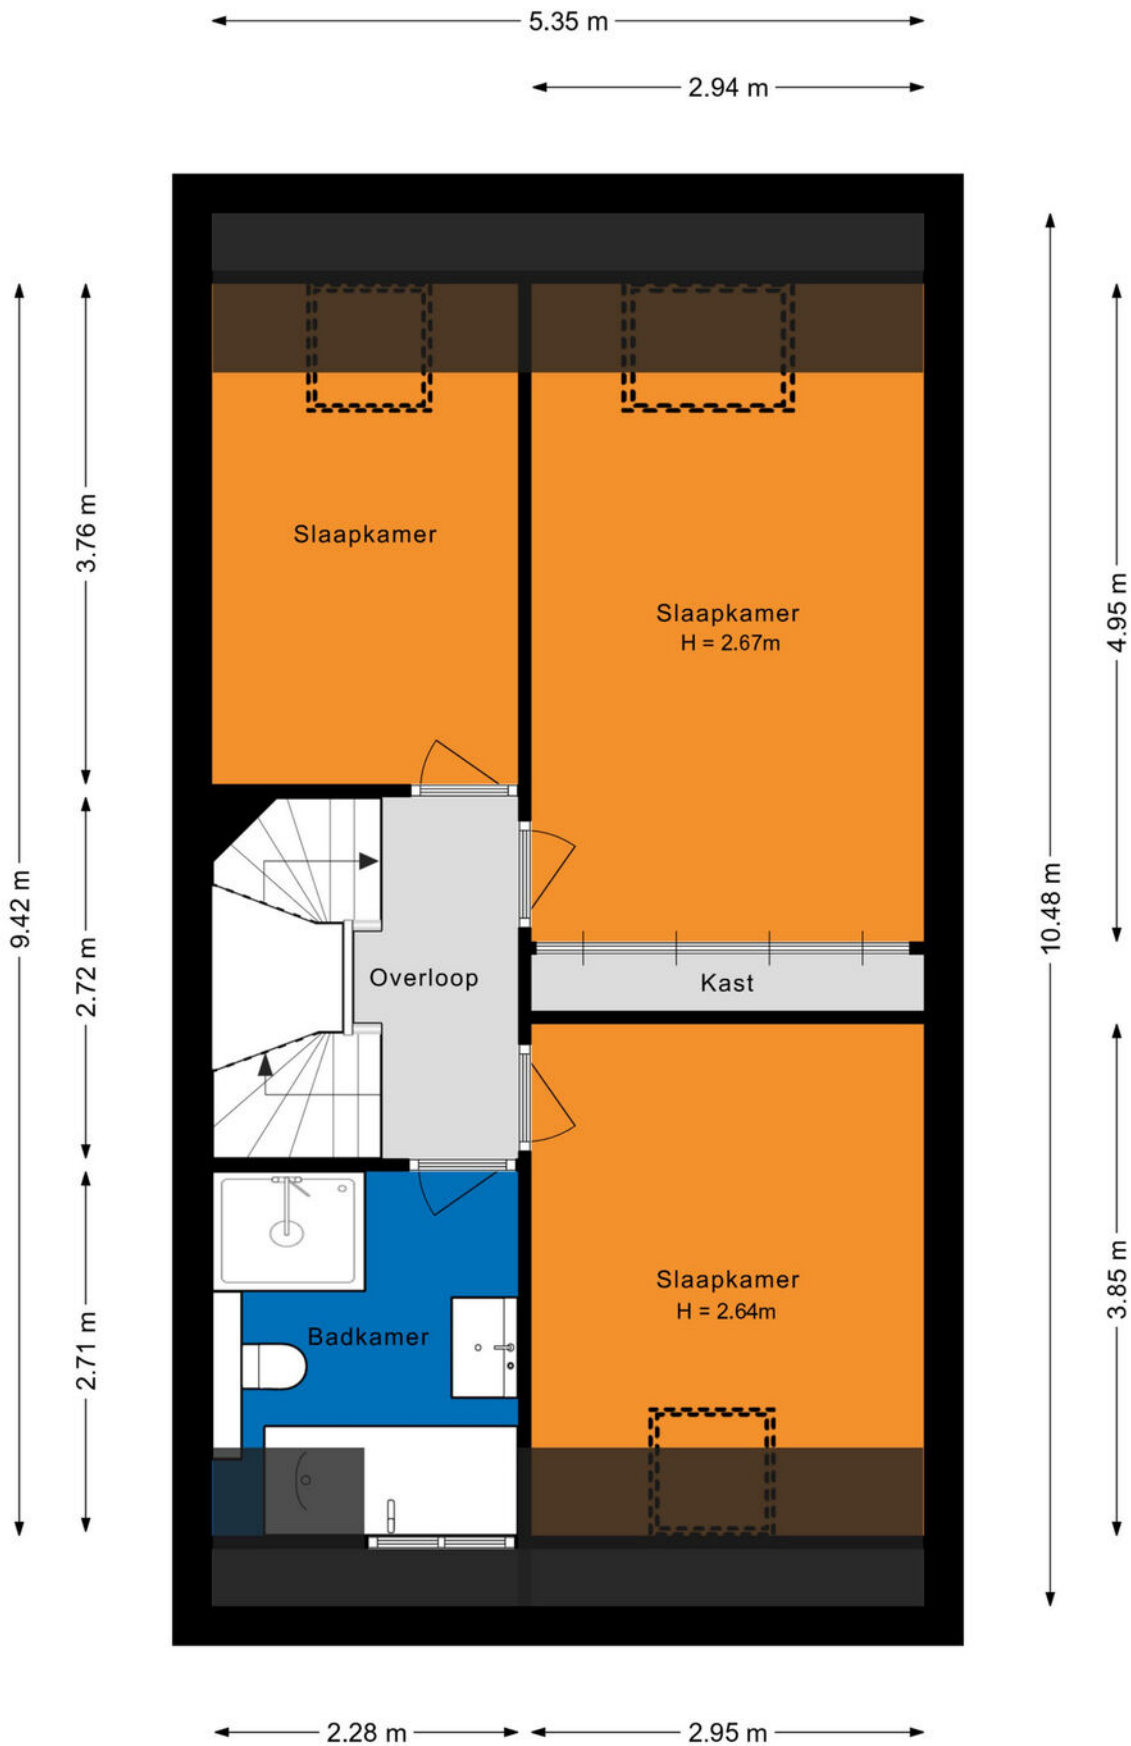 5.35 m
2.94 m
3.76 m
Slaapkamer
Slaapkamer
H = 2.67m
4.95 m
9.42 m
10.48 m
2.72 m
Overloop
Kast
Slaapkamer
H = 2.64m
3.85 m
2.71 m
Badkamer
2.28 m
2.95 m